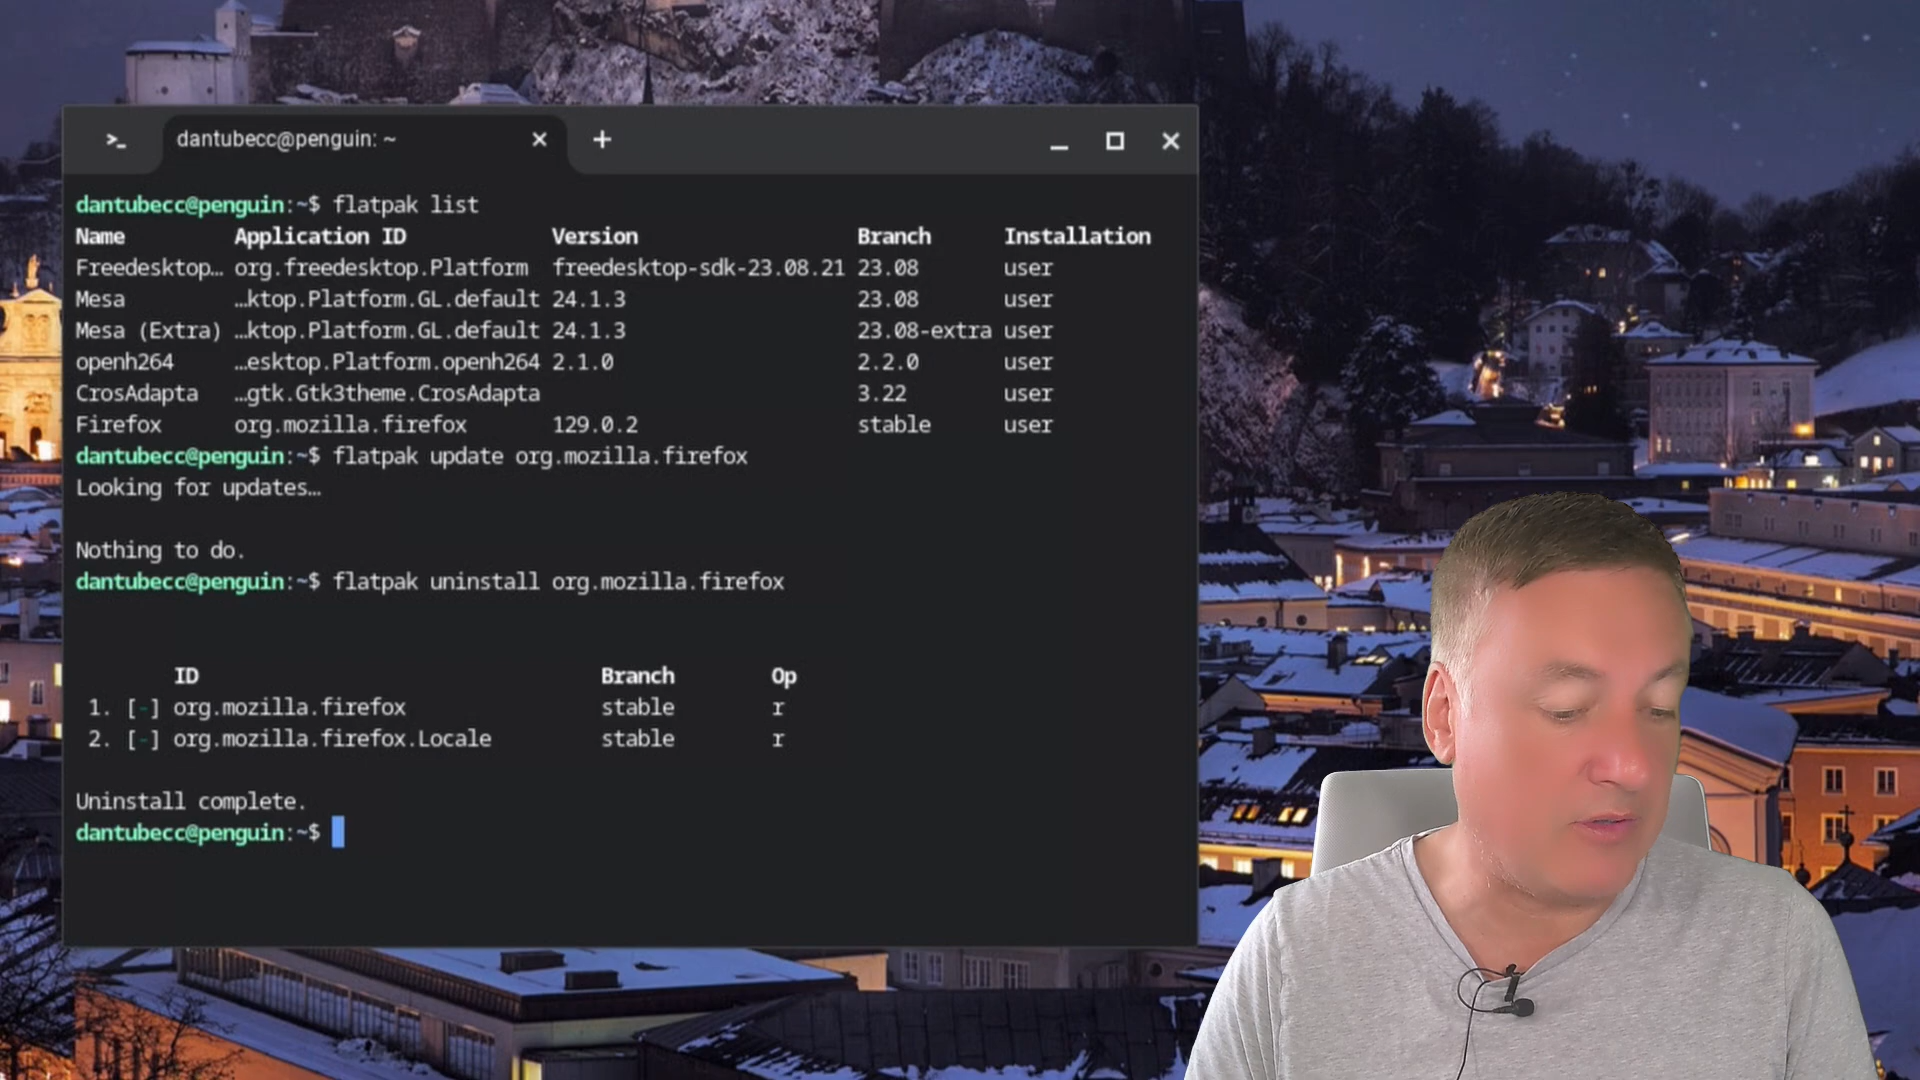 dantubecc@penguin: ~
dantubecc@penguin:~$ flatpak list
Name Application ID Version Branch Installation
Freedesktop… org.freedesktop.Platform freedesktop-sdk-23.08.21 23.08 user
Mesa …ktop.Platform.GL.default 24.1.3 23.08 user
Mesa (Extra) …ktop.Platform.GL.default 24.1.3 23.08-extra user
openh264 …esktop.Platform.openh264 2.1.0 2.2.0 user
CrosAdapta …gtk.Gtk3theme.CrosAdapta 3.22 user
Firefox org.mozilla.firefox 129.0.2 stable user
dantubecc@penguin:~$ flatpak update org.mozilla.firefox
Looking for updates…
Nothing to do.
dantubecc@penguin:~$ flatpak uninstall org.mozilla.firefox
ID Branch Op
1. [-] org.mozilla.firefox stable r
2. [-] org.mozilla.firefox.Locale stable r
Uninstall complete.
dantubecc@penguin:~$